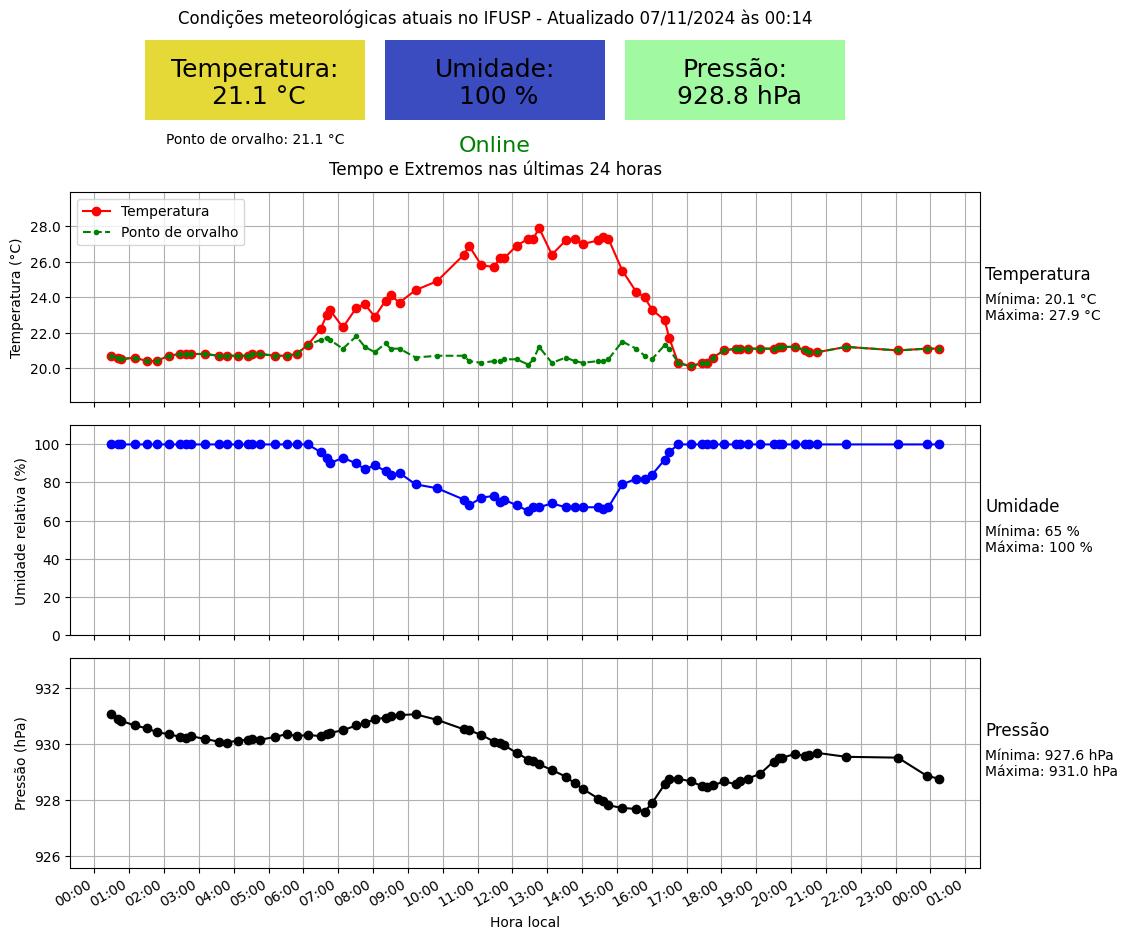 Condições meteorológicas atuais no IFUSP - Atualizado 07/11/2024 às 00:14
Temperatura:
21.1 °C
Umidade:
100 %
Pressão:
928.8 hPa
Ponto de orvalho: 21.1 °C
Online
Tempo e Extremos nas últimas 24 horas
Temperatura
Ponto de orvalho
Temperatura (°C)
28.0
26.0
24.0
22.0
20.0
Temperatura
Mínima: 20.1 °C
Máxima: 27.9 °C
Umidade relativa (%)
100
80
60
40
20
0
Umidade
Mínima: 65 %
Máxima: 100 %
Pressão (hPa)
932
930
928
926
Pressão
Mínima: 927.6 hPa
Máxima: 931.0 hPa
00:00 01:00 02:00 03:00 04:00 05:00 06:00 07:00 08:00 09:00 10:00 11:00 12:00 13:00 14:00 15:00 16:00 17:00 18:00 19:00 20:00 21:00 22:00 23:00 00:00 01:00
Hora local